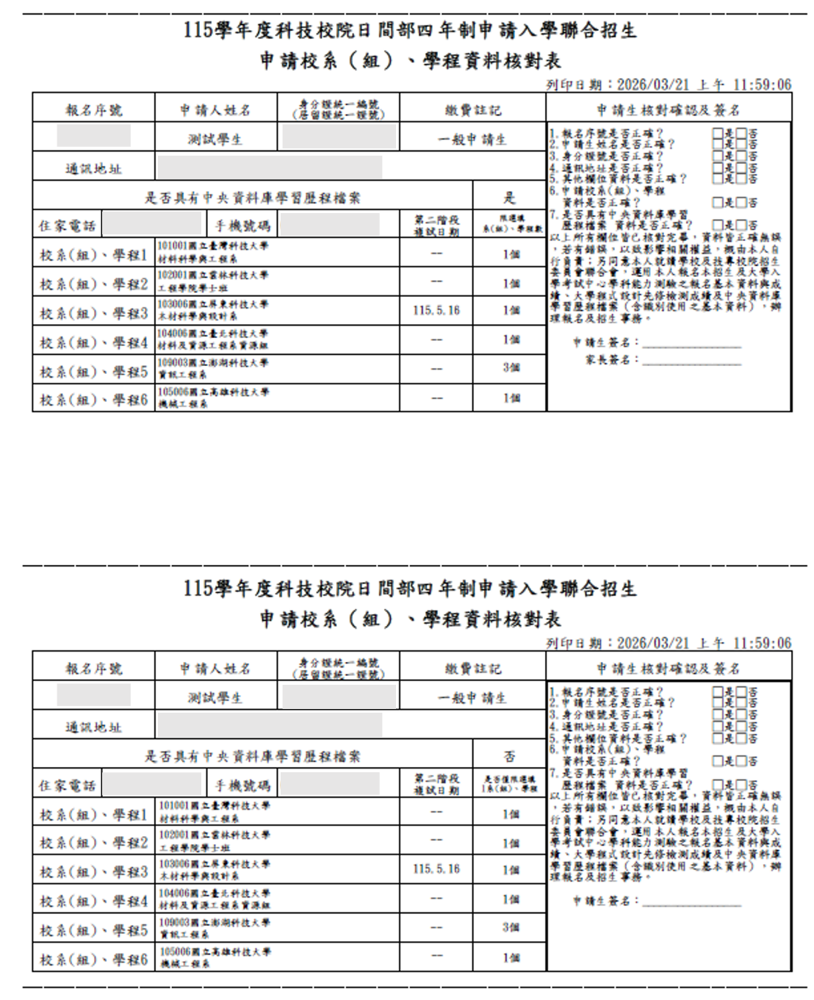 115學年度科技校院日間部四年制申請入學聯合招生
申請校系（組）、學程資料核對表
列印日期：2026/03/21 上午 11:59:06
報名序號 申請人姓名 身分證統一編號 繳費註記 申請生核對確認及簽名
(居留證統一證號)
測試學生 一般申請生
通訊地址
是否具有中央資料庫學習歷程檔案 是
住家電話 手機號碼 第二階段 限選填
複試日期 系(組)、學程數
校系(組)、學程1 101001國立臺灣科技大學 -- 1個
材料科學與工程系
校系(組)、學程2 102001國立雲林科技大學 -- 1個
工程學院學士班
校系(組)、學程3 103006國立屏東科技大學 115.5.16 1個
木材科學與設計系
校系(組)、學程4 104006國立臺北科技大學 -- 1個
材料及資源工程系資源組
校系(組)、學程5 109003國立澎湖科技大學 -- 3個
資訊工程系
校系(組)、學程6 105006國立高雄科技大學 -- 1個
機械工程系
1.報名序號是否正確？ □是□否
2.申請生姓名是否正確？ □是□否
3.身分證號是否正確？ □是□否
4.通訊地址是否正確？ □是□否
5.其他欄位資料是否正確？ □是□否
6.申請校系(組)、學程
資料是否正確？ □是□否
7.是否具有中央資料庫學習
歷程檔案 資料是否正確？ □是□否
以上所有欄位皆已核對完畢，資料皆正確無誤
，若有錯誤，以致影響相關權益，概由本人自
行負責；另同意本人就讀學校及技專校院招生
委員會聯合會，運用本人報名本招生及大學入
學考試中心學科能力測驗之報名基本資料與成
績、大學程式設計先修檢測成績及中央資料庫
學習歷程檔案（含識別使用之基本資料），辦
理報名及招生事務。
申請生簽名：
家長簽名：
115學年度科技校院日間部四年制申請入學聯合招生
申請校系（組）、學程資料核對表
列印日期：2026/03/21 上午 11:59:06
報名序號 申請人姓名 身分證統一編號 繳費註記 申請生核對確認及簽名
(居留證統一證號)
測試學生 一般申請生
通訊地址
是否具有中央資料庫學習歷程檔案 否
住家電話 手機號碼 第二階段 是否僅限選填
複試日期 1系(組)、學程
校系(組)、學程1 101001國立臺灣科技大學 -- 1個
材料科學與工程系
校系(組)、學程2 102001國立雲林科技大學 -- 1個
工程學院學士班
校系(組)、學程3 103006國立屏東科技大學 115.5.16 1個
木材科學與設計系
校系(組)、學程4 104006國立臺北科技大學 -- 1個
材料及資源工程系資源組
校系(組)、學程5 109003國立澎湖科技大學 -- 3個
資訊工程系
校系(組)、學程6 105006國立高雄科技大學 -- 1個
機械工程系
1.報名序號是否正確？ □是□否
2.申請生姓名是否正確？ □是□否
3.身分證號是否正確？ □是□否
4.通訊地址是否正確？ □是□否
5.其他欄位資料是否正確？ □是□否
6.申請校系(組)、學程
資料是否正確？ □是□否
7.是否具有中央資料庫學習
歷程檔案 資料是否正確？ □是□否
以上所有欄位皆已核對完畢，資料皆正確無誤
，若有錯誤，以致影響相關權益，概由本人自
行負責；另同意本人就讀學校及技專校院招生
委員會聯合會，運用本人報名本招生及大學入
學考試中心學科能力測驗之報名基本資料與成
績、大學程式設計先修檢測成績及中央資料庫
學習歷程檔案（含識別使用之基本資料），辦
理報名及招生事務。
申請生簽名：